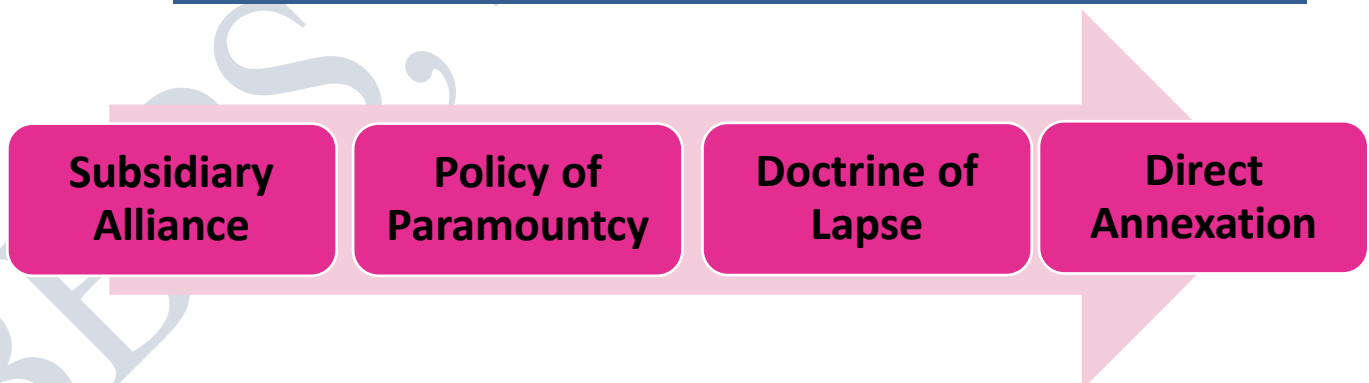 Subsidiary
Alliance
Policy of
Paramountcy
Doctrine of
Lapse
Direct
Annexation